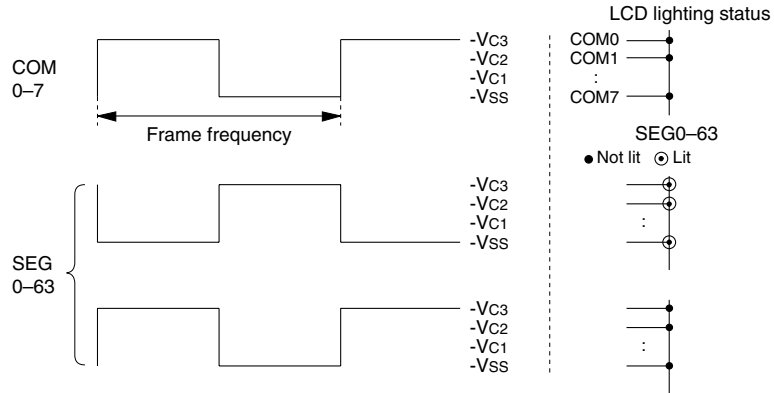 LCD lighting status
COM
0–7
-VC3
-VC2
-VC1
-VSS
COM0
COM1
:
COM7
Frame frequency
SEG0–63
Not lit
Lit
SEG
0–63
-VC3
-VC2
-VC1
-VSS
:
-VC3
-VC2
-VC1
-VSS
: